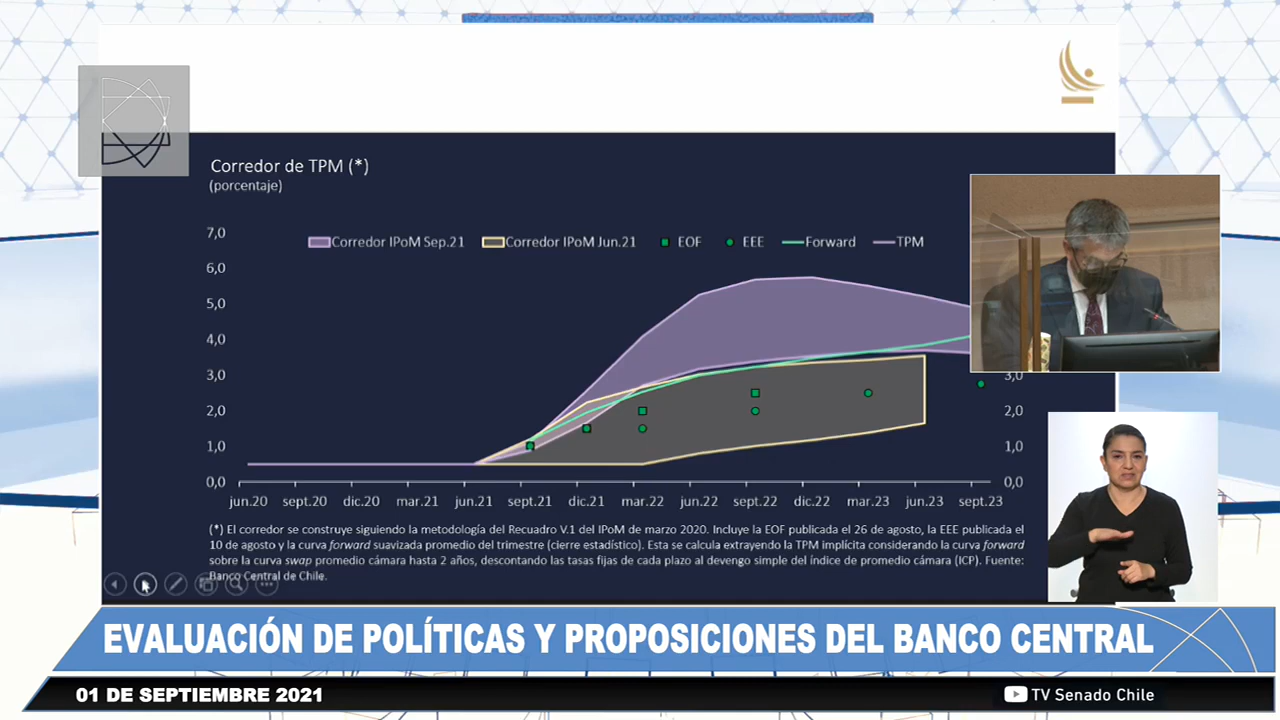 Corredor de TPM (*)
(porcentaje)
7,0
6,0
5,0
4,0
3,0
2,0
1,0
0,0
Corredor IPoM Sep.21 Corredor IPoM Jun.21 EOF EEE Forward TPM
3,0
2,0
1,0
0,0
jun.20 sept.20 dic.20 mar.21 jun.21 sept.21 dic.21 mar.22 jun.22 sept.22 dic.22 mar.23 jun.23 sept.23
(*) El corredor se construye siguiendo la metodología del Recuadro V.1 del IPoM de marzo 2020. Incluye la EOF publicada el 26 de agosto, la EEE publicada el
10 de agosto y la curva forward suavizada promedio del trimestre (cierre estadístico). Esta se calcula extrayendo la TPM implícita considerando la curva forward
sobre la curva swap promedio cámara hasta 2 años, descontando las tasas fijas de cada plazo al devengo simple del índice de promedio cámara (ICP). Fuente:
Banco Central de Chile.
EVALUACIÓN DE POLÍTICAS Y PROPOSICIONES DEL BANCO CENTRAL
01 DE SEPTIEMBRE 2021
TV Senado Chile